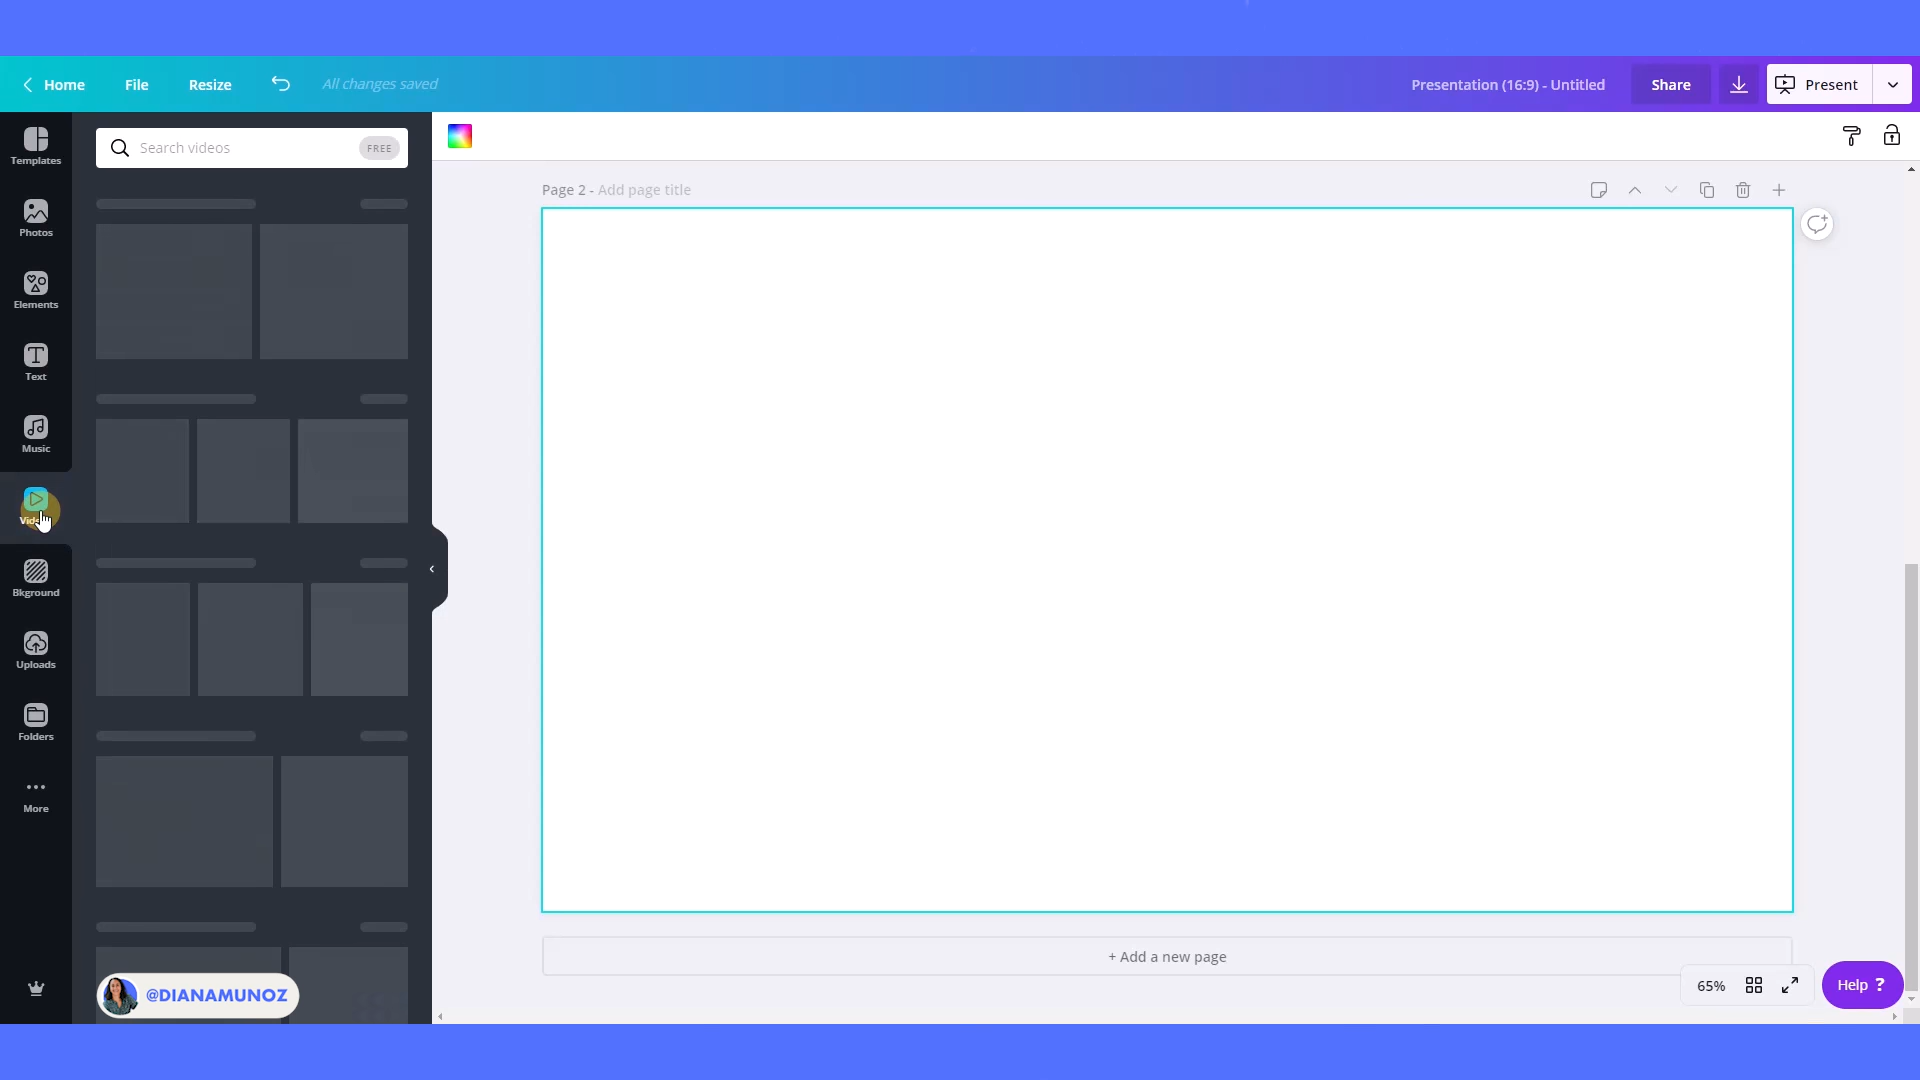 Home
File
Resize
All changes saved
Presentation (16:9) - Untitled
Share
Present
Templates
Photos
Elements
Text
Music
Bkground
Uploads
Folders
More
Search videos
FREE
Page 2 - Add page title
+ Add a new page
65%
Help ?
@DIANAMUNOZ